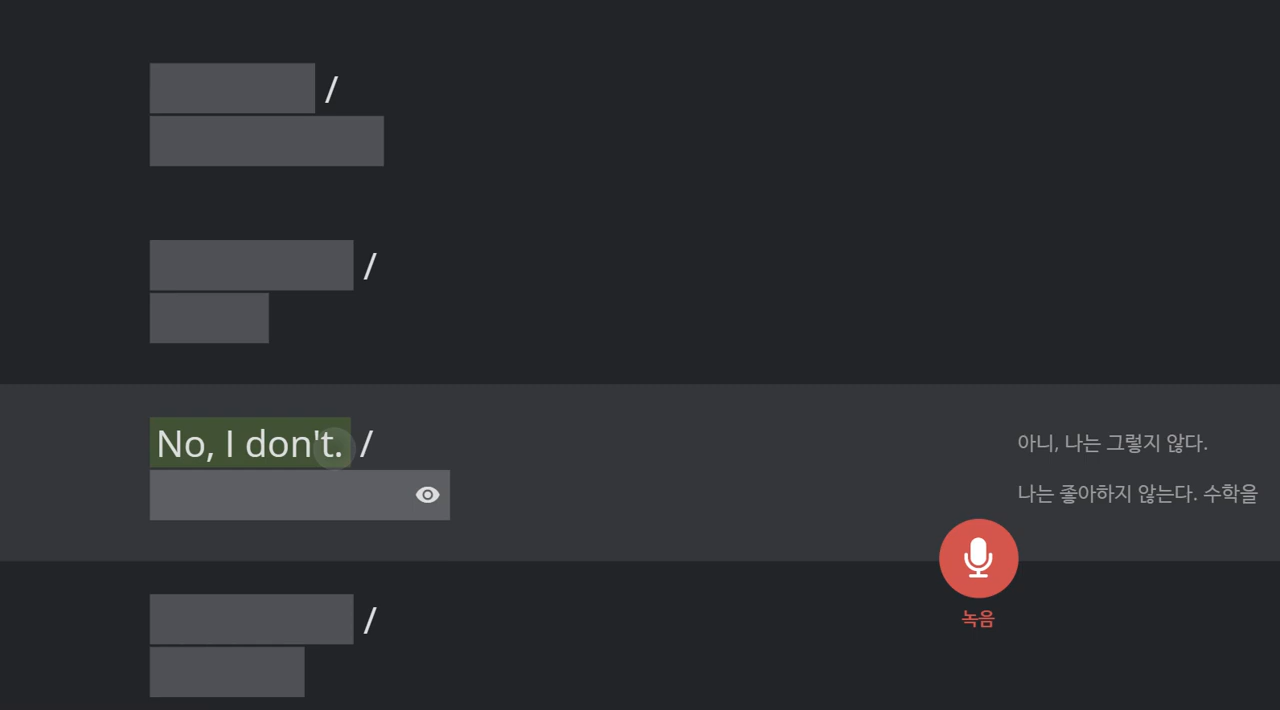 /
/
No, I don't. /
아니, 나는 그렇지 않다.
나는 좋아하지 않는다. 수학을
녹음
/